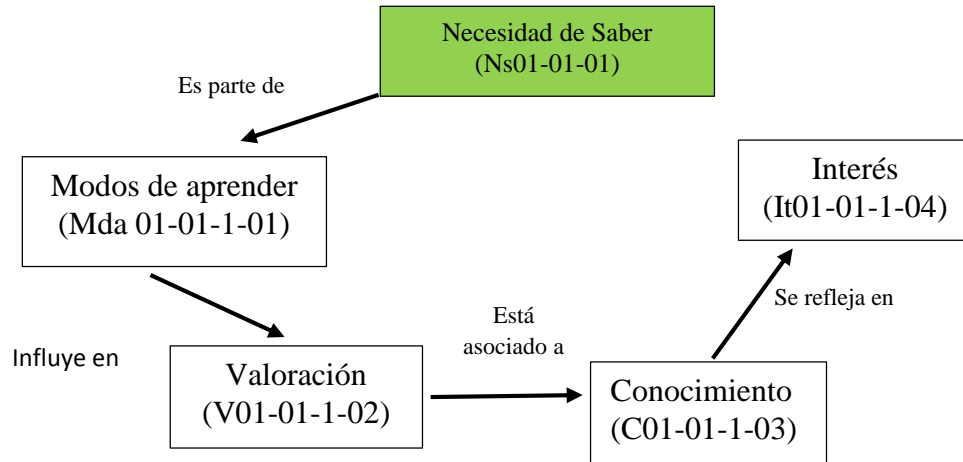 Necesidad de Saber
(Ns01-01-01)
Es parte de
Modos de aprender
(Mda 01-01-1-01)
Interés
(It01-01-1-04)
Influye en
Valoración
(V01-01-1-02)
Está
asociado a
Conocimiento
(C01-01-1-03)
Se refleja en